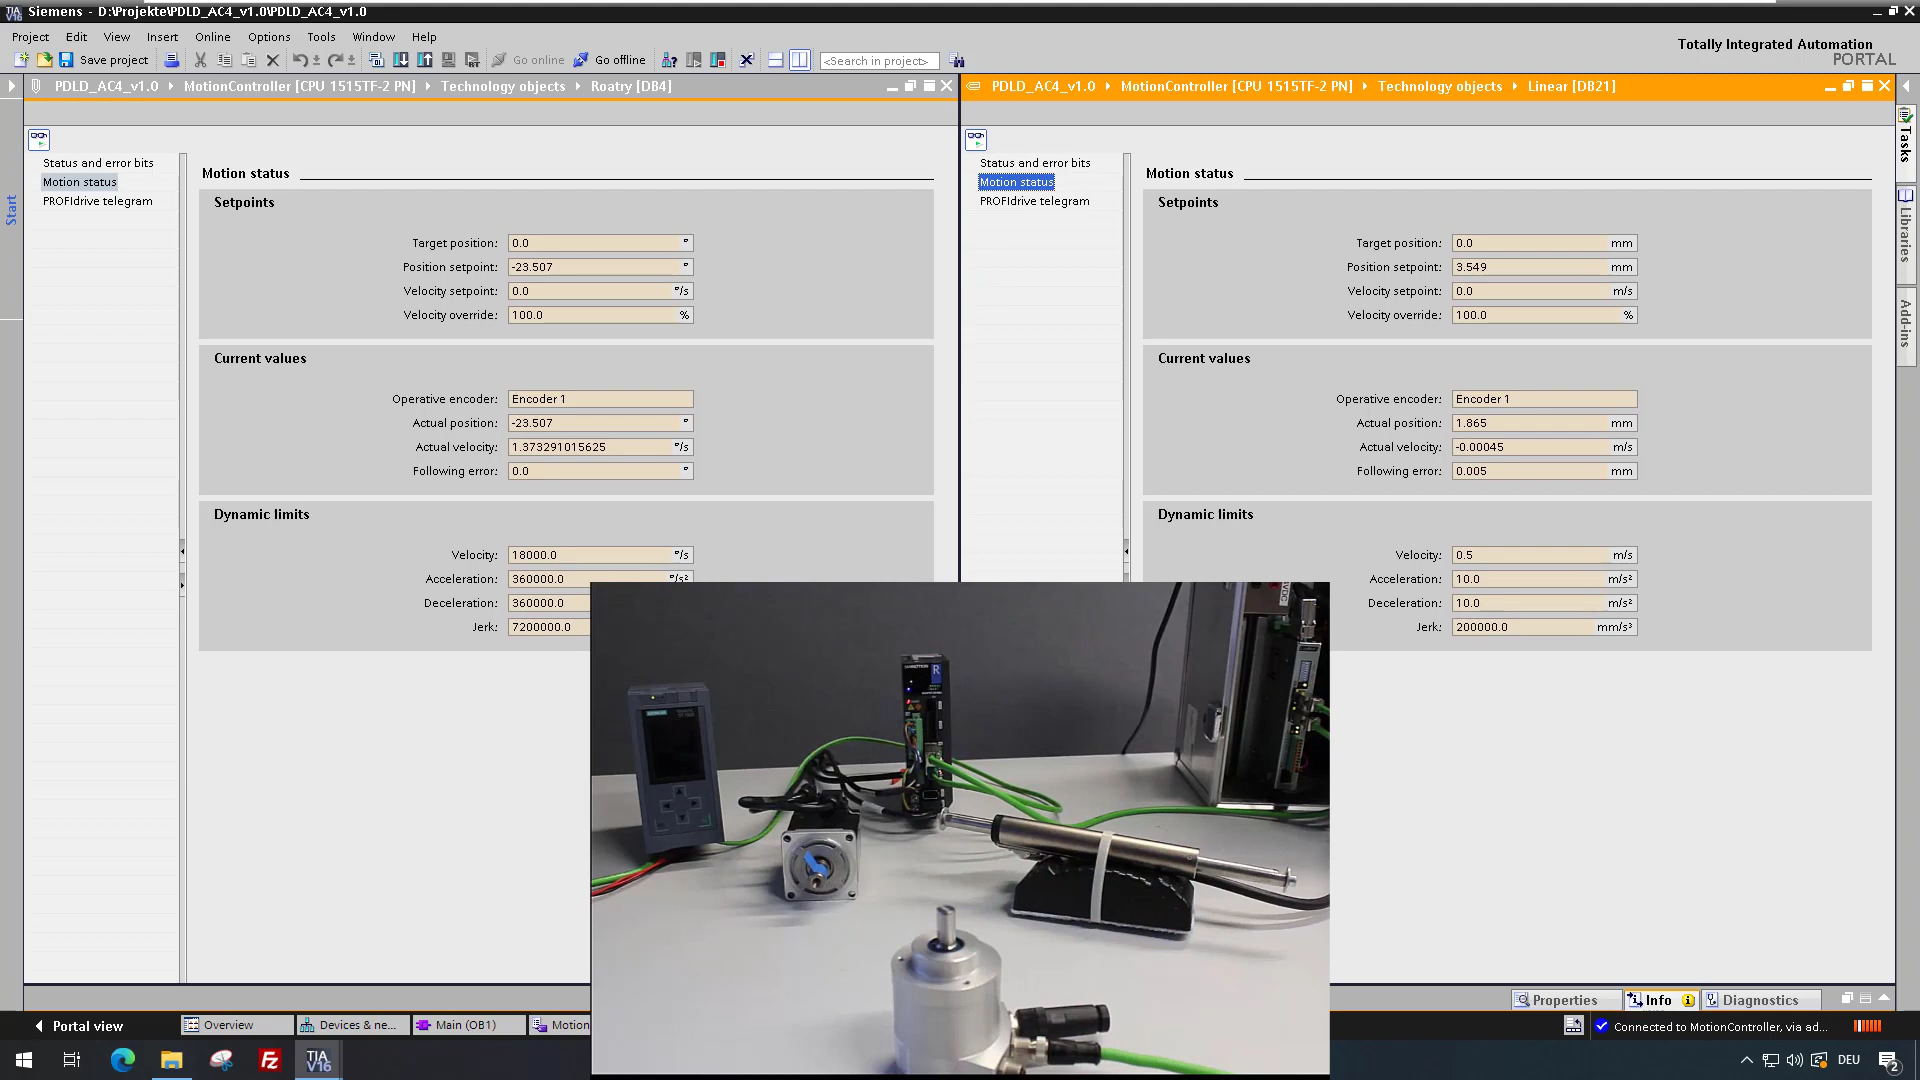 Siemens - D:\Projekte\PDLD_AC4_v1.0\PDLD_AC4_v1.0
Project Edit View Insert Online Options Tools Window Help
Totally Integrated Automation
PORTAL
Save project
Go online
Go offline
<Search in project>
PDLD_AC4_v1.0 MotionController [CPU 1515TF-2 PN] Technology objects Roatry [DB4]
Status and error bits
Motion status
PROFIdrive telegram
Start
Motion status
Setpoints
Target position: 0.0 °
Position setpoint: -23.507 °
Velocity setpoint: 0.0 °/s
Velocity override: 100.0 %
Current values
Operative encoder: Encoder 1
Actual position: -23.507 °
Actual velocity: 1.373291015625 °/s
Following error: 0.0 °
Dynamic limits
Velocity: 18000.0 °/s
Acceleration: 360000.0 °/s²
Deceleration: 360000.0
Jerk: 7200000.0
PDLD_AC4_v1.0 MotionController [CPU 1515TF-2 PN] Technology objects Linear [DB21]
Status and error bits
Motion status
PROFIdrive telegram
Motion status
Setpoints
Target position: 0.0 mm
Position setpoint: 3.549 mm
Velocity setpoint: 0.0 m/s
Velocity override: 100.0 %
Current values
Operative encoder: Encoder 1
Actual position: 1.865 mm
Actual velocity: -0.00045 m/s
Following error: 0.005 mm
Dynamic limits
Velocity: 0.5 m/s
Acceleration: 10.0 m/s²
Deceleration: 10.0 m/s²
Jerk: 200000.0 mm/s³
Tasks
Libraries
Add-ins
Properties
Info
Diagnostics
Portal view
Overview
Devices & ne...
Main (OB1)
Motion
Connected to MotionController, via ad...
TIA
V16
DEU
2